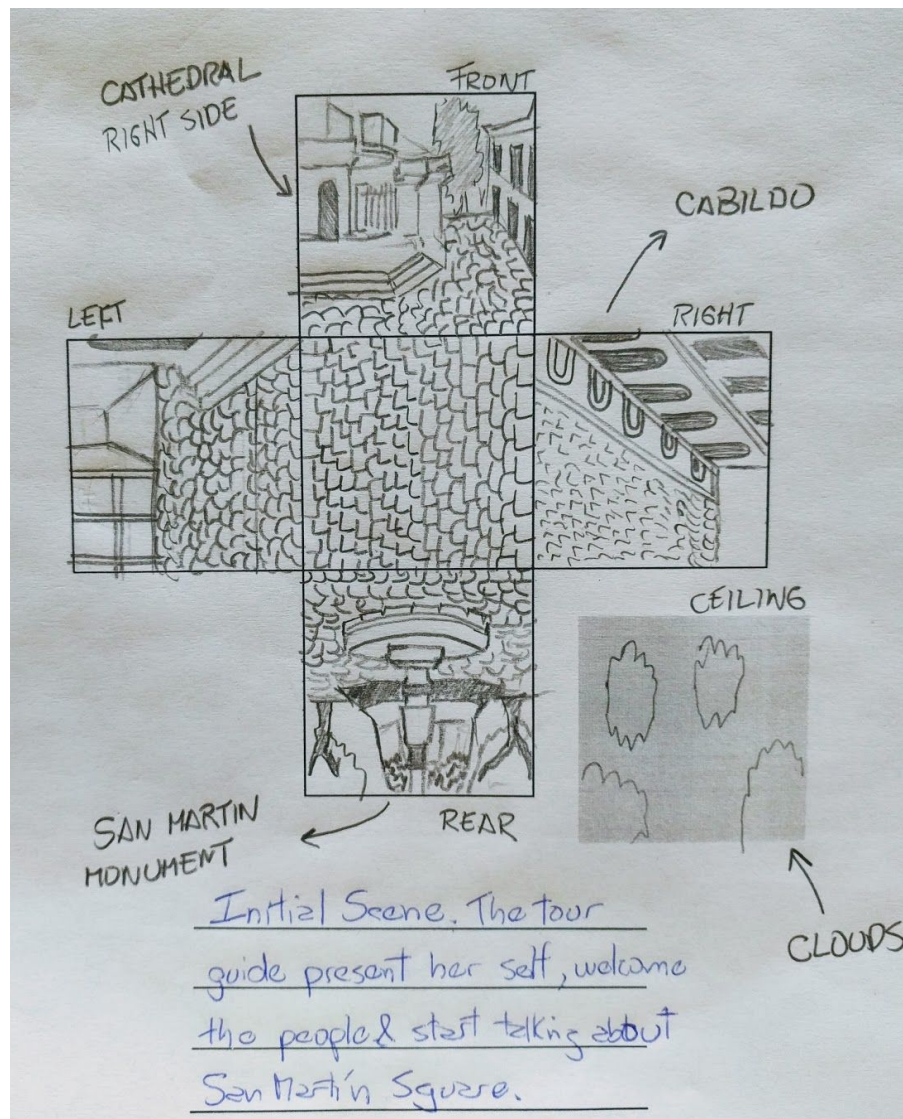 CATHEDRAL
RIGHT SIDE
FRONT
CABILDO
LEFT
RIGHT
CEILING
SAN MARTIN
MONUMENT
REAR
CLOUDS
Initial Scene. The tour
guide present her self, welcome
the people & start talking about
San Martín Square.